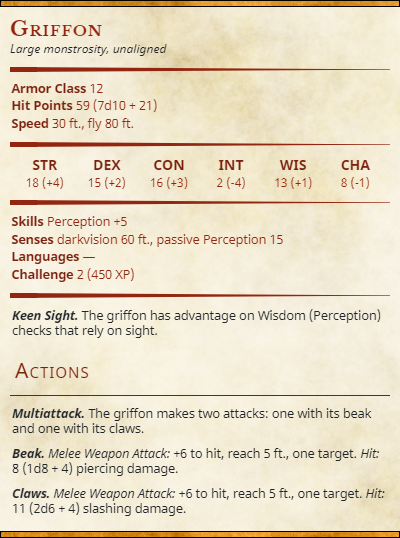 Griffon
Large monstrosity, unaligned
Armor Class 12
Hit Points 59 (7d10 + 21)
Speed 30 ft., fly 80 ft.
STR DEX CON INT WIS CHA
18 (+4) 15 (+2) 16 (+3) 2 (-4) 13 (+1) 8 (-1)
Skills Perception +5
Senses darkvision 60 ft., passive Perception 15
Languages —
Challenge 2 (450 XP)
Keen Sight. The griffon has advantage on Wisdom (Perception)
checks that rely on sight.
Actions
Multiattack. The griffon makes two attacks: one with its beak
and one with its claws.
Beak. Melee Weapon Attack: +6 to hit, reach 5 ft., one target. Hit:
8 (1d8 + 4) piercing damage.
Claws. Melee Weapon Attack: +6 to hit, reach 5 ft., one target. Hit:
11 (2d6 + 4) slashing damage.